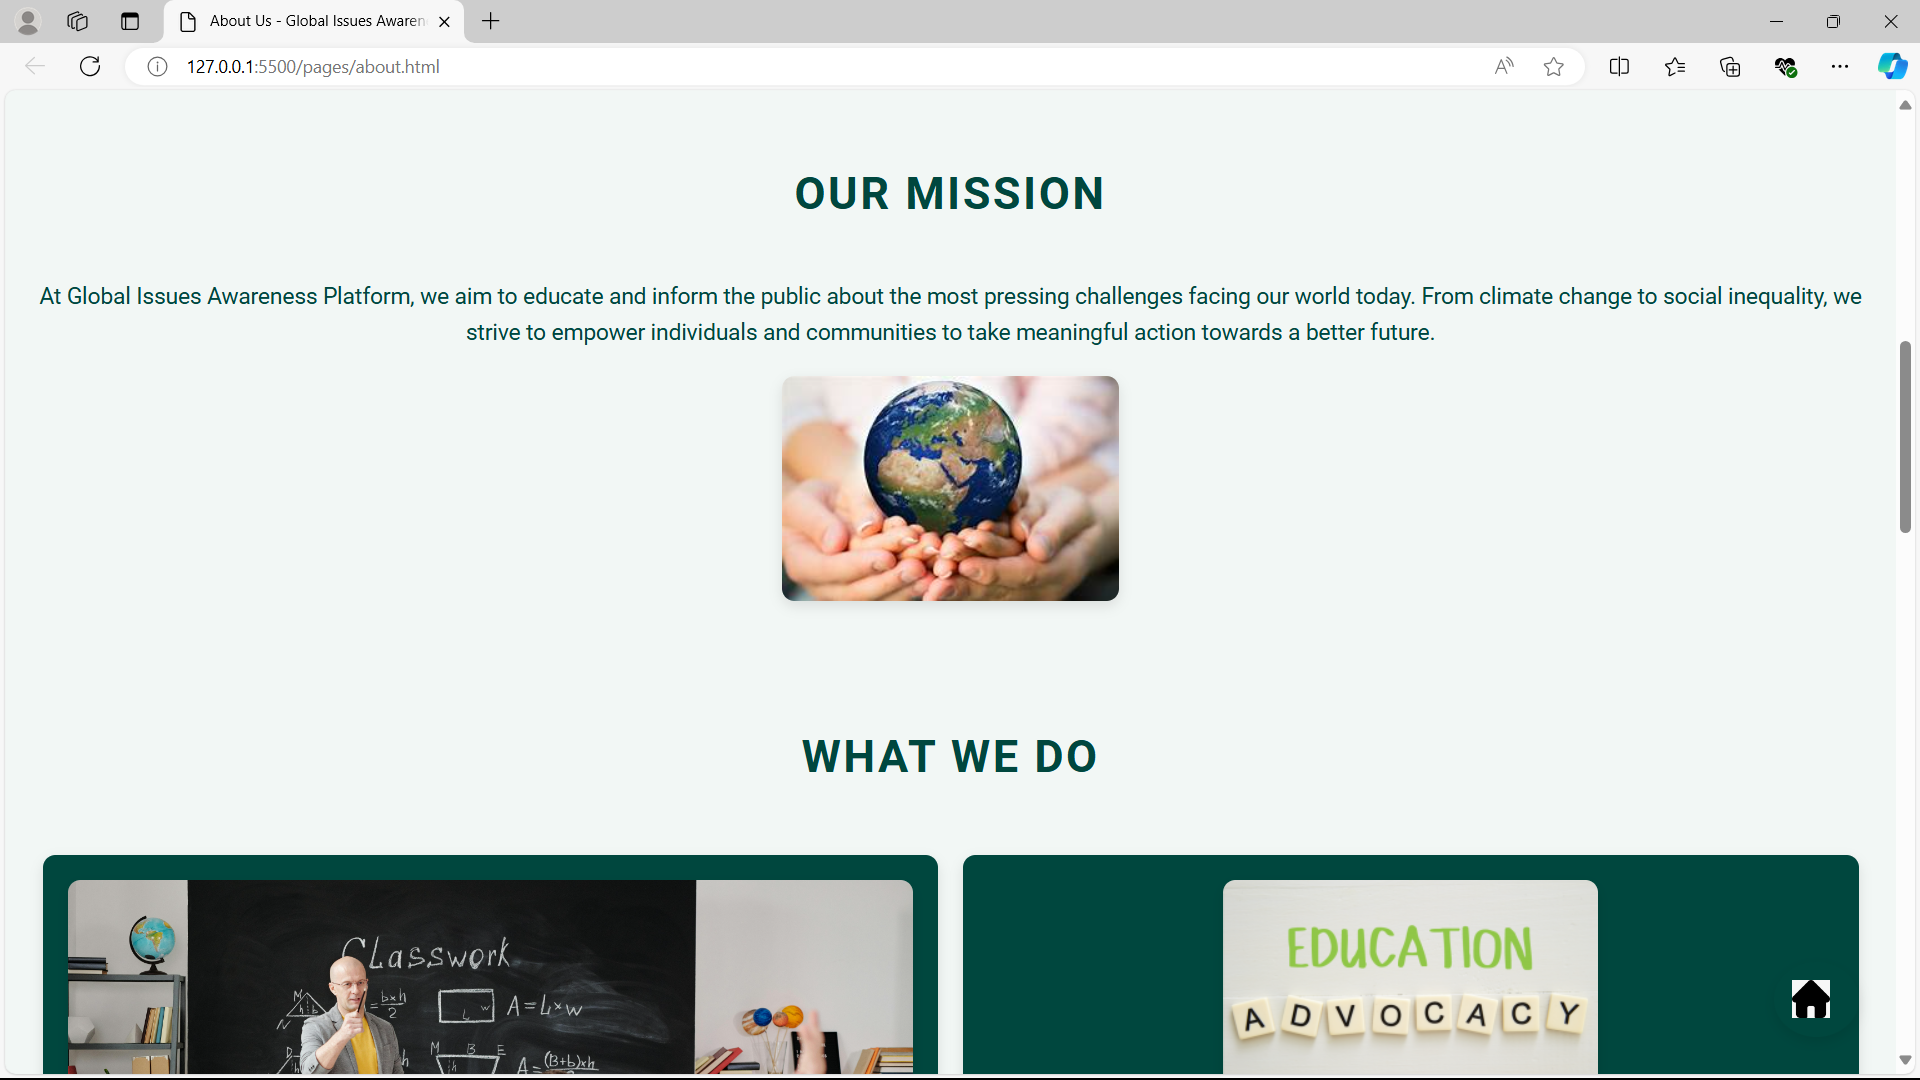 About Us - Global Issues Awaren
127.0.0.1:5500/pages/about.html
OUR MISSION
At Global Issues Awareness Platform, we aim to educate and inform the public about the most pressing challenges facing our world today. From climate change to social inequality, we
strive to empower individuals and communities to take meaningful action towards a better future.
WHAT WE DO
Classwork
M
h
N
= bxh/2
L
w
A=L×w
D
h
M B E
h
A=(B+b)xh
EDUCATION
ADVOCACY